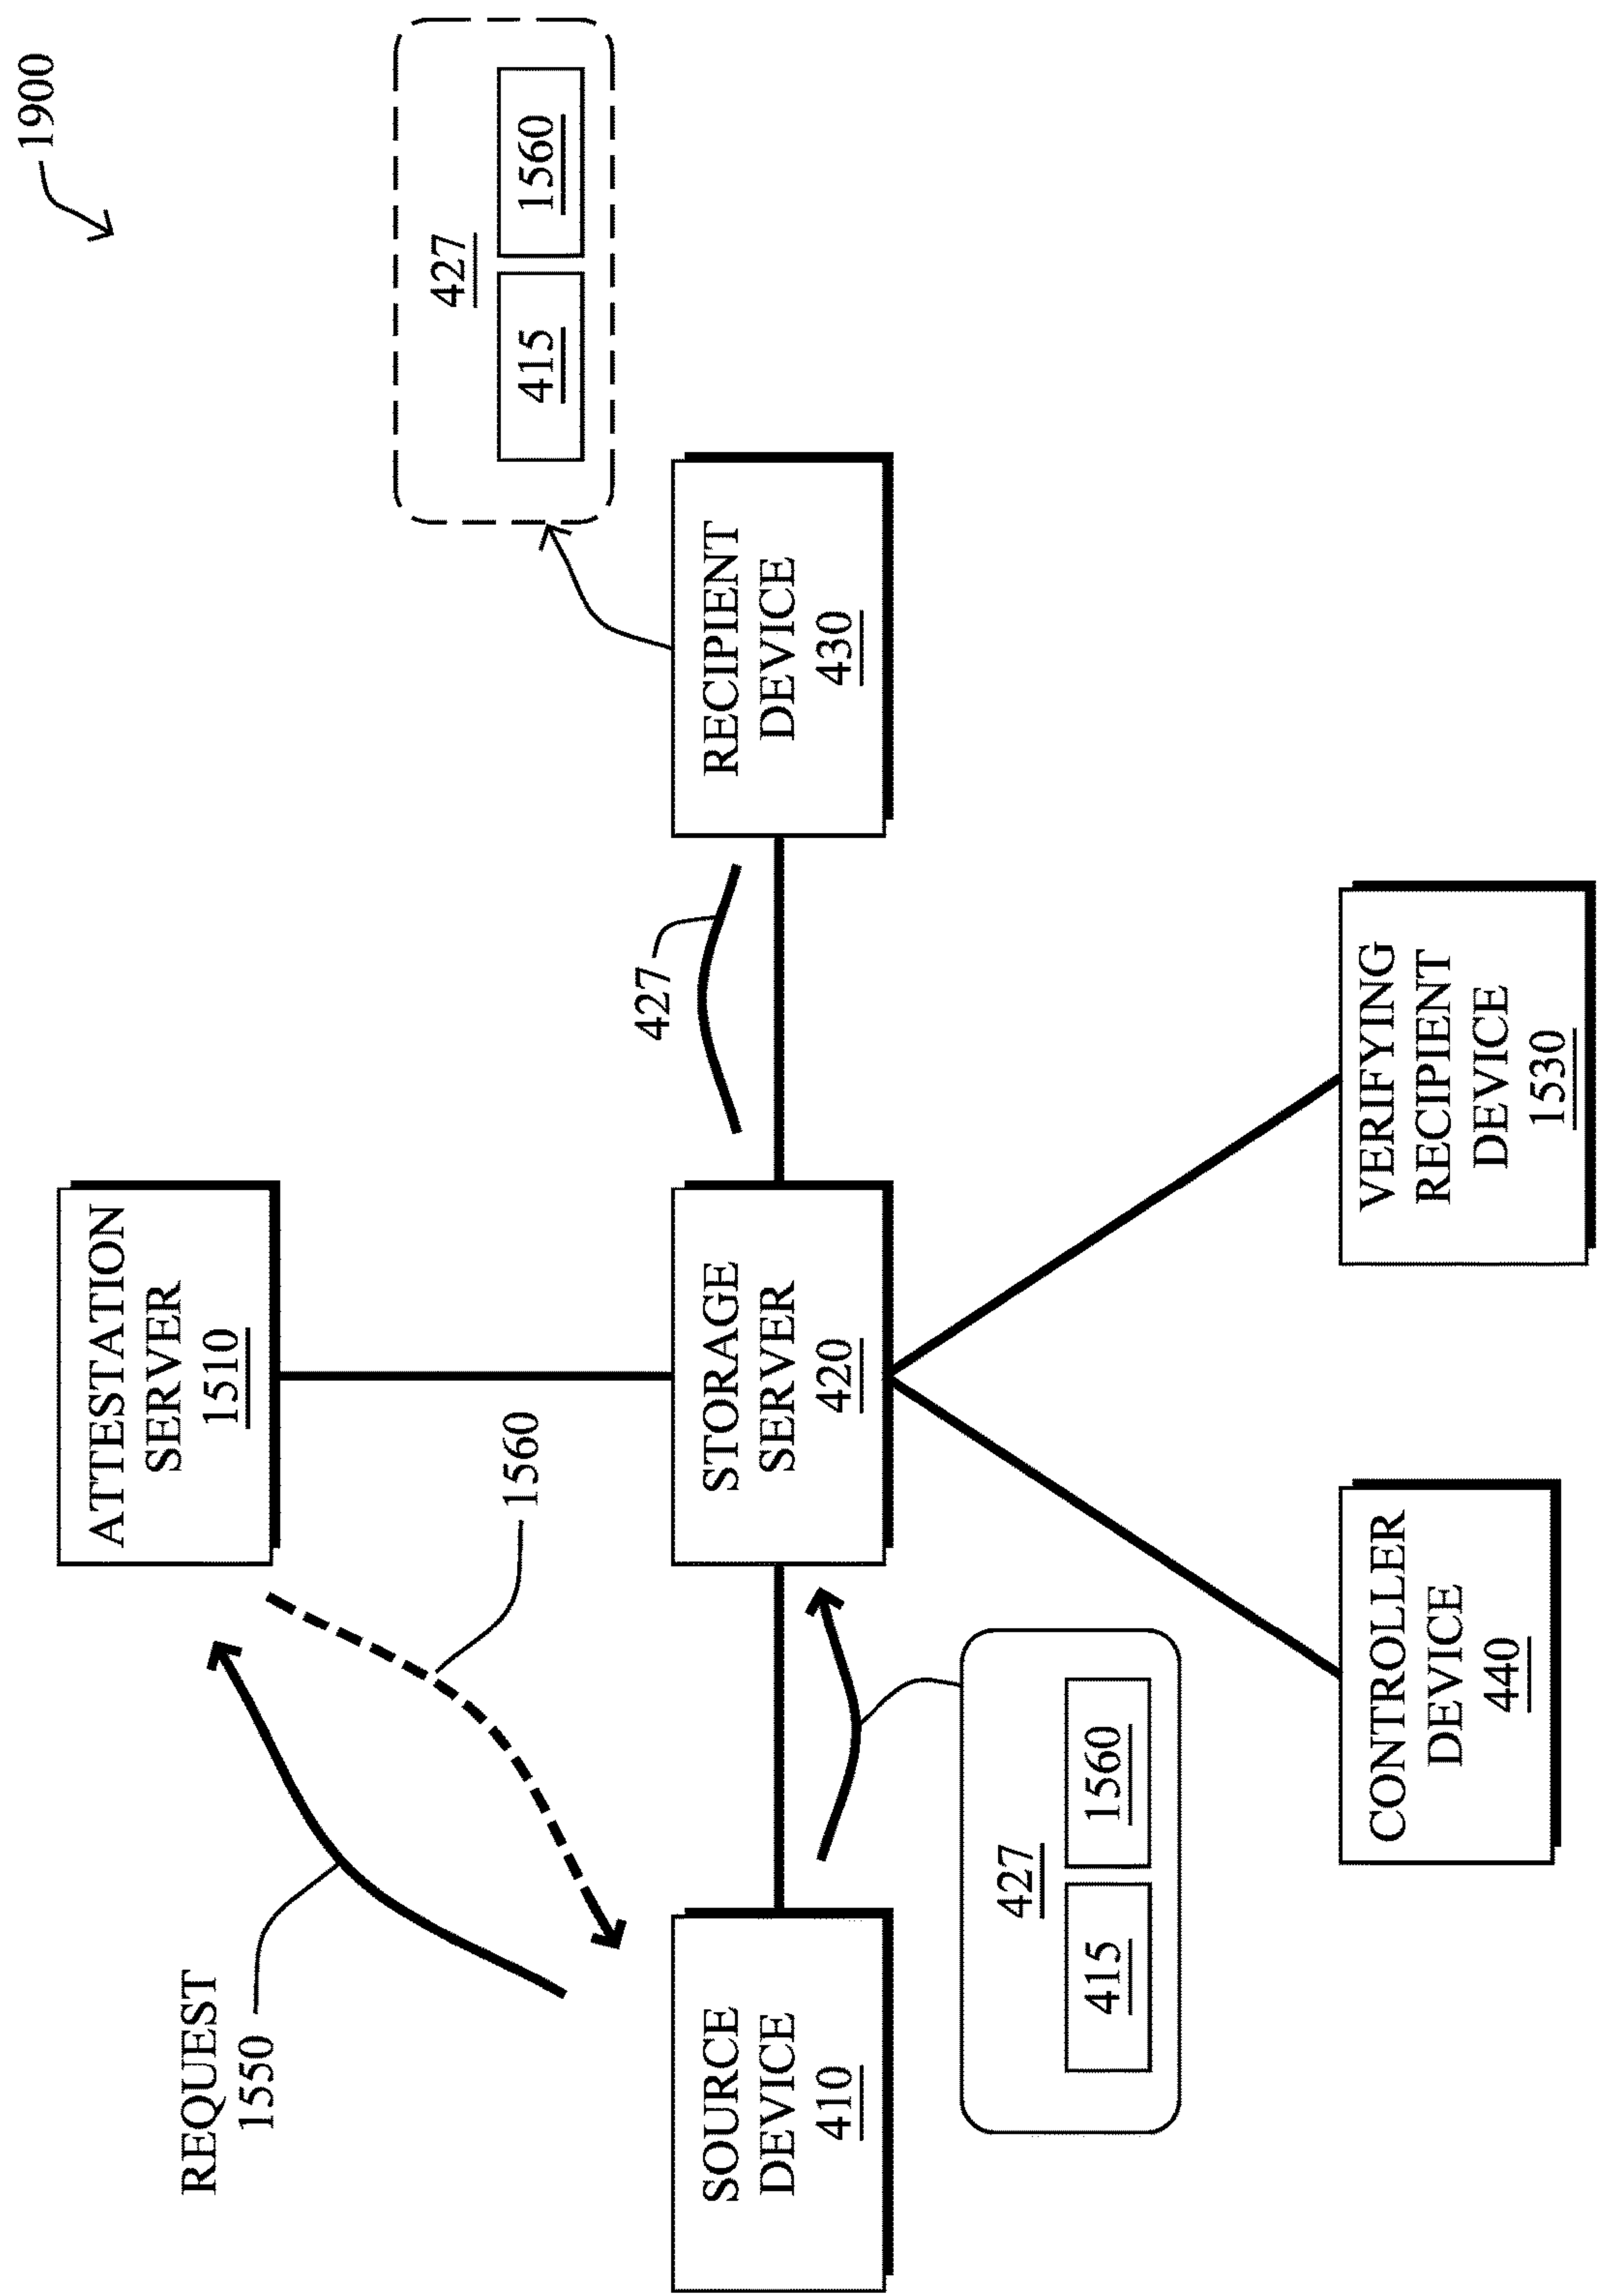 1900
ATTESTATION
SERVER
1510
REQUEST
1550
1560
427
427
415
1560
SOURCE
DEVICE
410
STORAGE
SERVER
420
RECIPIENT
DEVICE
430
427
415
1560
CONTROLLER
DEVICE
440
VERIFYING
RECIPIENT
DEVICE
1530